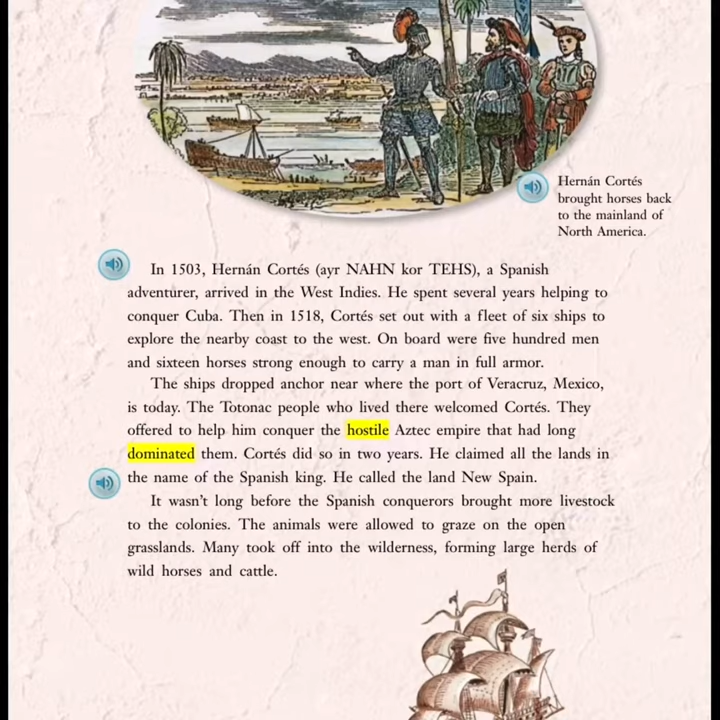 Hernán Cortés
brought horses back
to the mainland of
North America.
In 1503, Hernán Cortés (ayr NAHN kor TEHS), a Spanish
adventurer, arrived in the West Indies. He spent several years helping to
conquer Cuba. Then in 1518, Cortés set out with a fleet of six ships to
explore the nearby coast to the west. On board were five hundred men
and sixteen horses strong enough to carry a man in full armor.
The ships dropped anchor near where the port of Veracruz, Mexico,
is today. The Totonac people who lived there welcomed Cortés. They
offered to help him conquer the hostile Aztec empire that had long
dominated them. Cortés did so in two years. He claimed all the lands in
the name of the Spanish king. He called the land New Spain.
It wasn’t long before the Spanish conquerors brought more livestock
to the colonies. The animals were allowed to graze on the open
grasslands. Many took off into the wilderness, forming large herds of
wild horses and cattle.